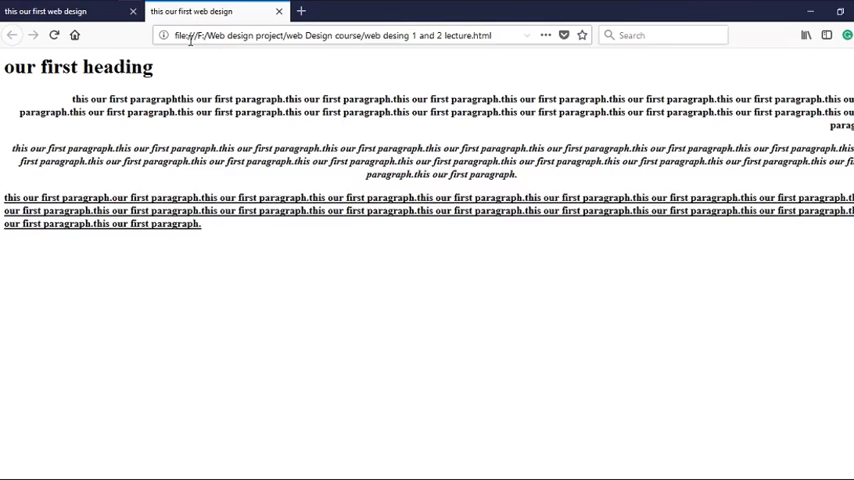 this our first web design
this our first web design
file:///F:/Web design project/web Design course/web desing 1 and 2 lecture.html
Search
our first heading
this our first paragraphthis our first paragraph.this our first paragraph.this our first paragraph.this our first paragraph.this our first paragraph.this our first paragraph.this ou
paragraph.this our first paragraph.this our first paragraph.this our first paragraph.this our first paragraph.this our first paragraph.this our first paragraph.this our first paragraph.this ou
parag
this our first paragraph.this our first paragraph.this our first paragraph.this our first paragraph.this our first paragraph.this our first paragraph.this our first paragraph.this our
first paragraph.this our first paragraph.this our first paragraph.this our first paragraph.this our first paragraph.this our first paragraph.this our first paragraph.this our fi
paragraph.this our first paragraph.
this our first paragraph.our first paragraph.this our first paragraph.this our first paragraph.this our first paragraph.this our first paragraph.this our first paragraph.this our first paragraph.t
our first paragraph.this our first paragraph.this our first paragraph.this our first paragraph.this our first paragraph.this our first paragraph.this our first paragraph.this our first paragraph.th
our first paragraph.this our first paragraph.